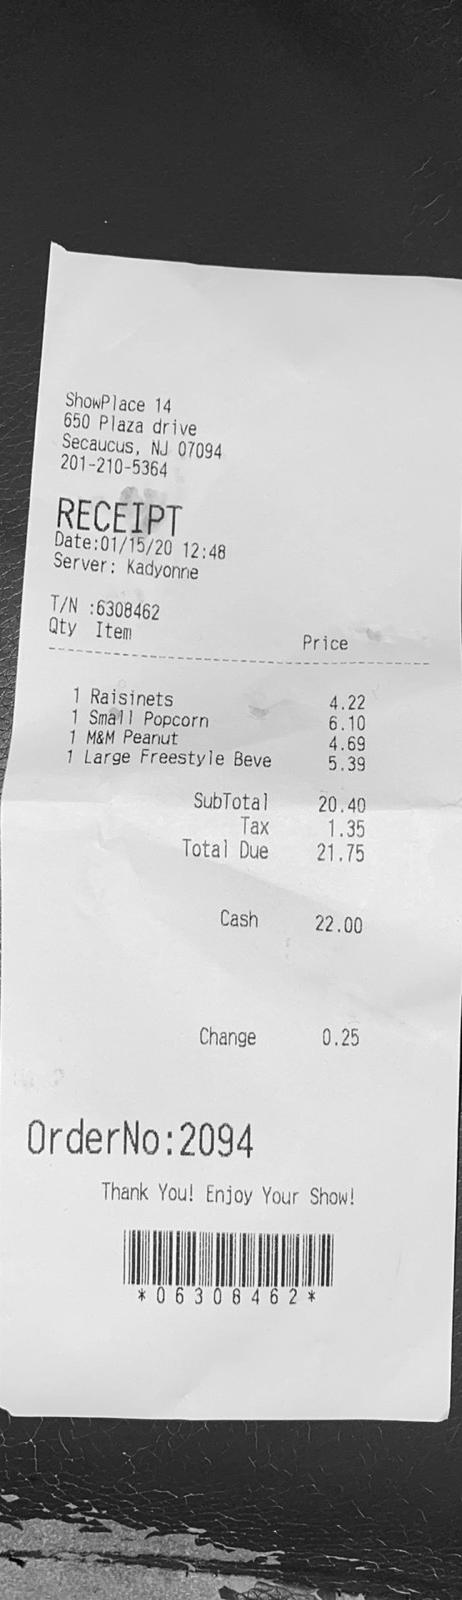 ShowPlace 14
650 Plaza drive
Secaucus, NJ 07094
201-210-5364
RECEIPT
Date:01/15/20 12:48
Server: Kadyonne
T/N :6308462
Qty Item Price
1 Raisinets 4.22
1 Small Popcorn 6.10
1 M&M Peanut 4.69
1 Large Freestyle Beve 5.39
SubTotal 20.40
Tax 1.35
Total Due 21.75
Cash 22.00
Change 0.25
OrderNo:2094
Thank You! Enjoy Your Show!
*06308462*